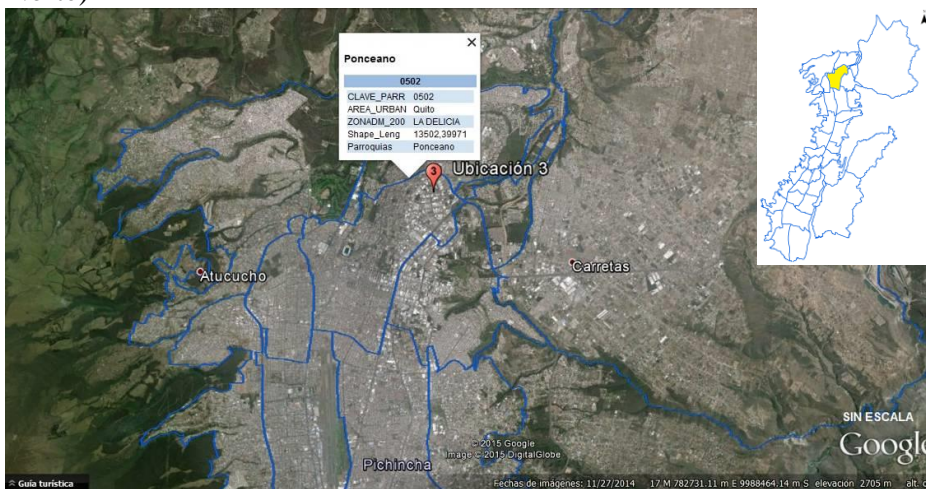 Ponceano
0502
CLAVE_PARR 0502
AREA_URBAN Quito
ZONADM_200 LA DELICIA
Shape_Leng 13502,39971
Parroquias Ponceano
3 Ubicación 3
Atucucho
Carretas
SIN ESCALA
© 2015 Google
Image © 2015 DigitalGlobe
Google
Pichincha
Guía turística
Fechas de imágenes: 11/27/2014 17 M 782731.11 m E 9988464.14 m S elevación 2705 m alt.